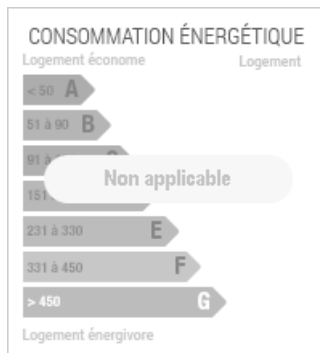 CONSOMMATION ÉNERGÉTIQUE
Logement économe Logement
< 50 A
51 à 90 B
91 à
Non applicable
151
231 à 330 E
331 à 450 F
> 450 G
Logement énergivore